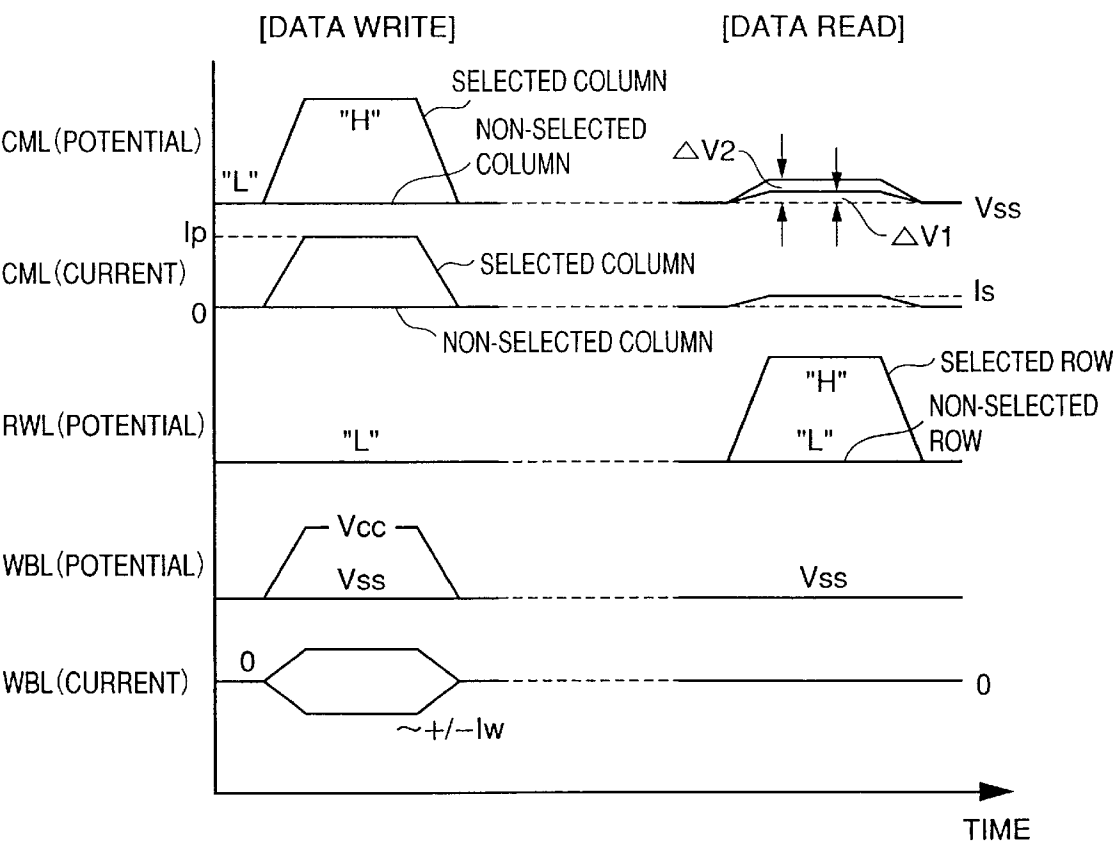 [DATA WRITE]
[DATA READ]
CML(POTENTIAL)
"L"
"H"
SELECTED COLUMN
NON-SELECTED
COLUMN
△V2
Vss
△V1
CML(CURRENT)
Ip
0
SELECTED COLUMN
NON-SELECTED COLUMN
Is
RWL(POTENTIAL)
"L"
"H"
"L"
SELECTED ROW
NON-SELECTED
ROW
WBL(POTENTIAL)
Vcc
Vss
Vss
WBL(CURRENT)
0
~+/-Iw
0
TIME